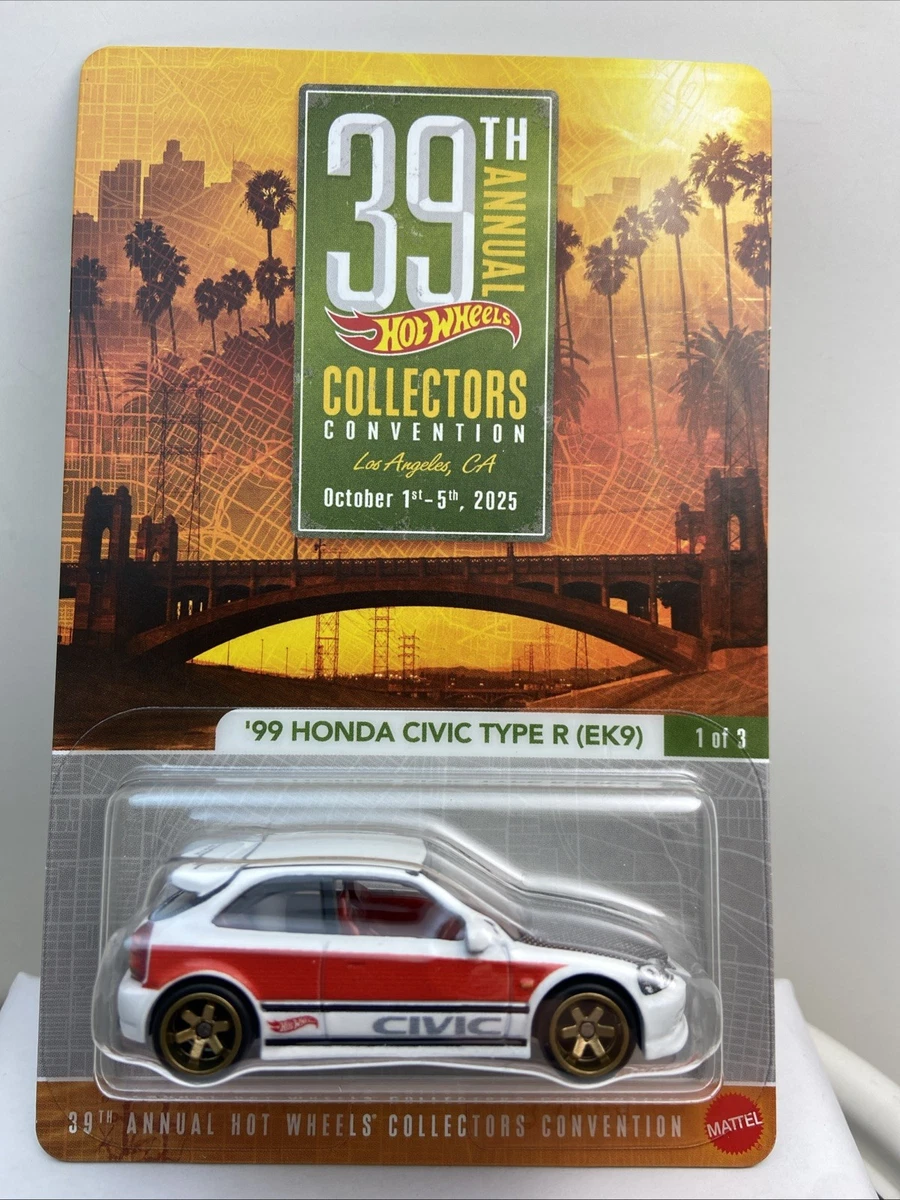 39TH
ANNUAL
Hot Wheels
COLLECTORS
CONVENTION
Los Angeles, CA
October 1st-5th, 2025
'99 HONDA CIVIC TYPE R (EK9)
1 of 3
Hot Wheels
CIVIC
39TH ANNUAL HOT WHEELS™ COLLECTORS CONVENTION
MATTEL